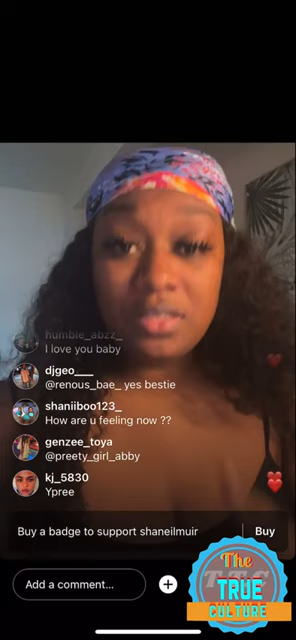 humble_abzz_
I love you baby
djgeo___
@renous_bae_ yes bestie
shaniiboo123_
How are u feeling now ??
genzee_toya
@preety_girl_abby
kj_5830
Ypree
Buy a badge to support shaneilmuir
Buy
Add a comment...
The
TRUE
CULTURE